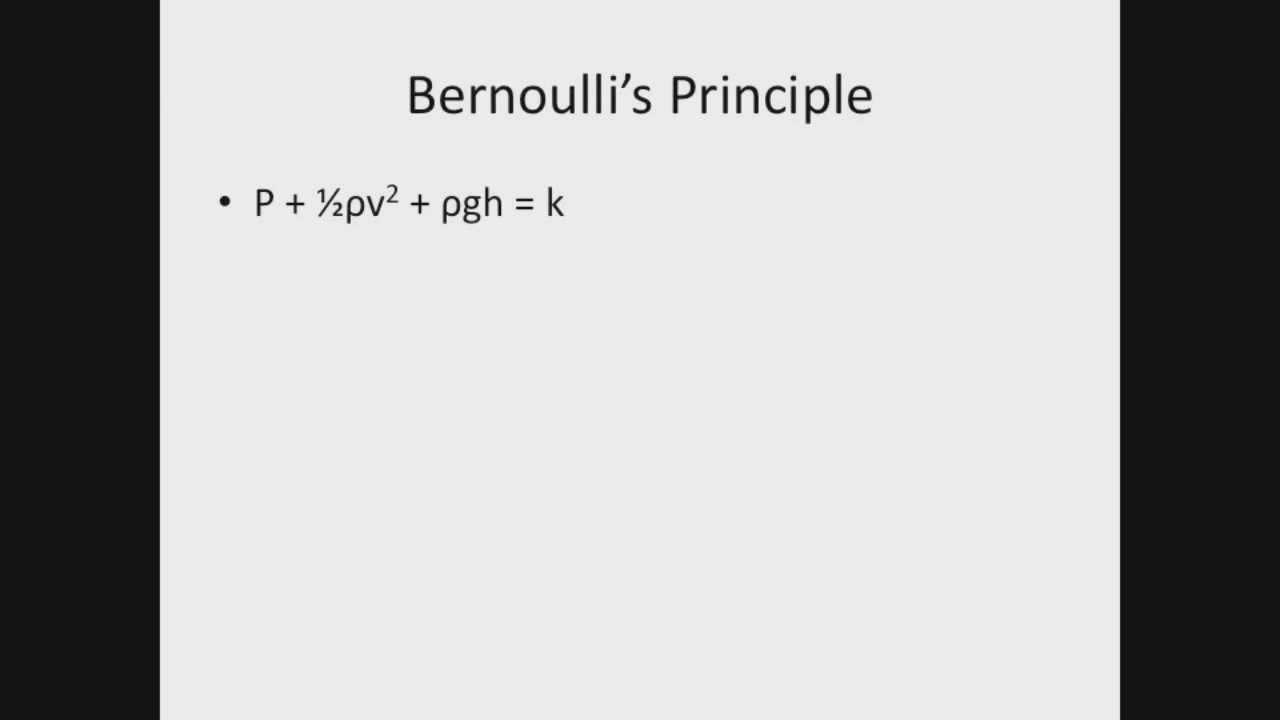 Bernoulli’s Principle
• P + ½ρv² + ρgh = k